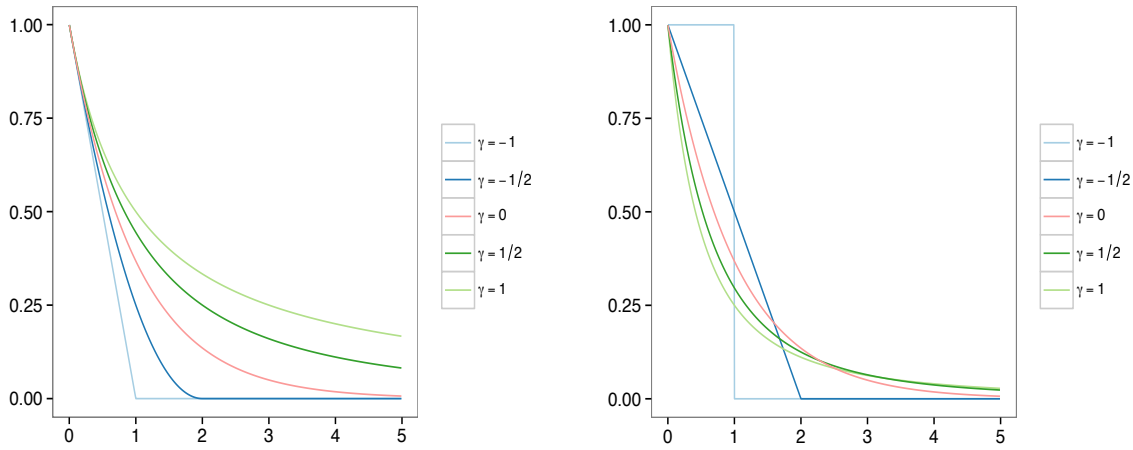 1.00
0.75
0.50
0.25
0.00
0 1 2 3 4 5
γ = −1
γ = −1/2
γ = 0
γ = 1/2
γ = 1
1.00
0.75
0.50
0.25
0.00
0 1 2 3 4 5
γ = −1
γ = −1/2
γ = 0
γ = 1/2
γ = 1